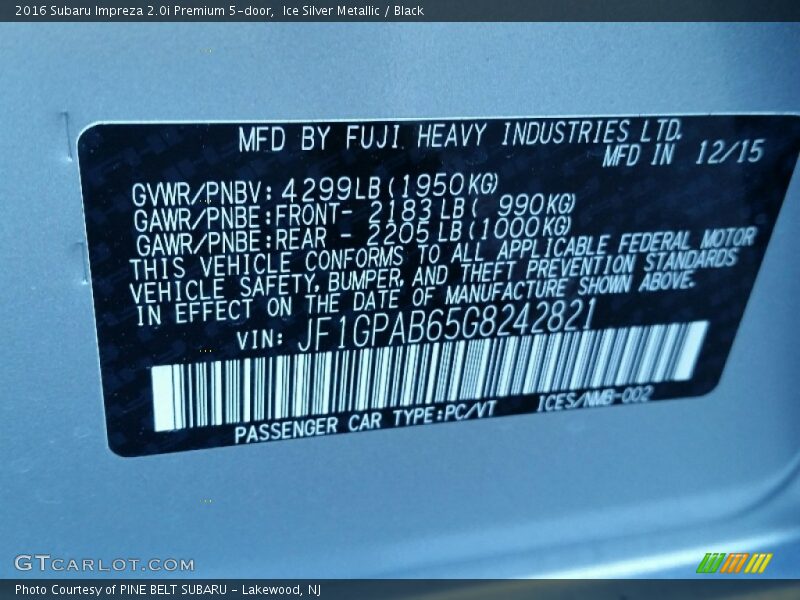 2016 Subaru Impreza 2.0i Premium 5-door,  Ice Silver Metallic / Black
MFD BY FUJI HEAVY INDUSTRIES LTD.
MFD IN 12/15
GVWR/PNBV: 4299LB(1950KG)
GAWR/PNBE:FRONT- 2183LB( 990KG)
GAWR/PNBE:REAR - 2205LB(1000KG)
THIS VEHICLE CONFORMS TO ALL APPLICABLE FEDERAL MOTOR
VEHICLE SAFETY, BUMPER, AND THEFT PREVENTION STANDARDS
IN EFFECT ON THE DATE OF MANUFACTURE SHOWN ABOVE.
VIN: JF1GPAB65G8242821
PASSENGER CAR TYPE:PC/VT ICES/NMB-002
GTCARLOT.COM
Photo Courtesy of PINE BELT SUBARU - Lakewood, NJ